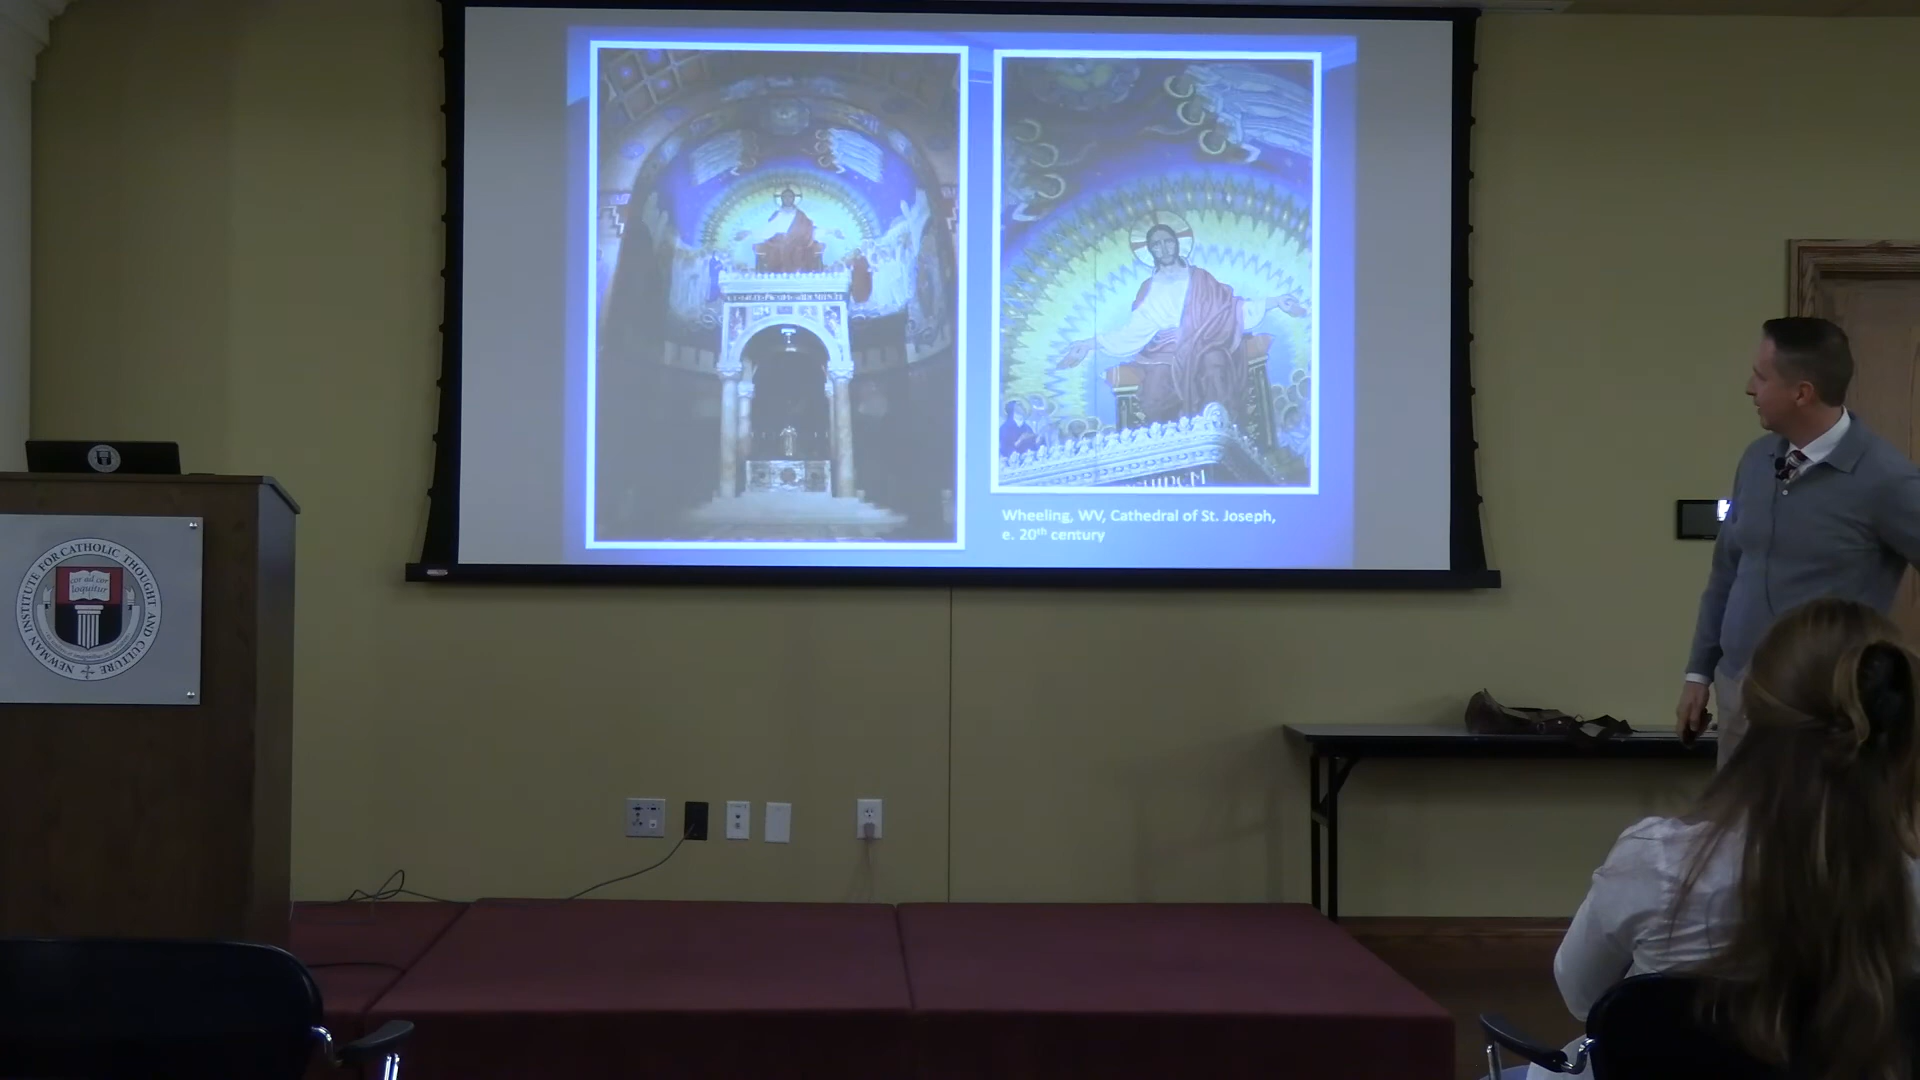 Wheeling, WV, Cathedral of St. Joseph,
e. 20th century
NEWMAN INSTITUTE FOR CATHOLIC THOUGHT AND CULTURE
cor ad cor
loquitur